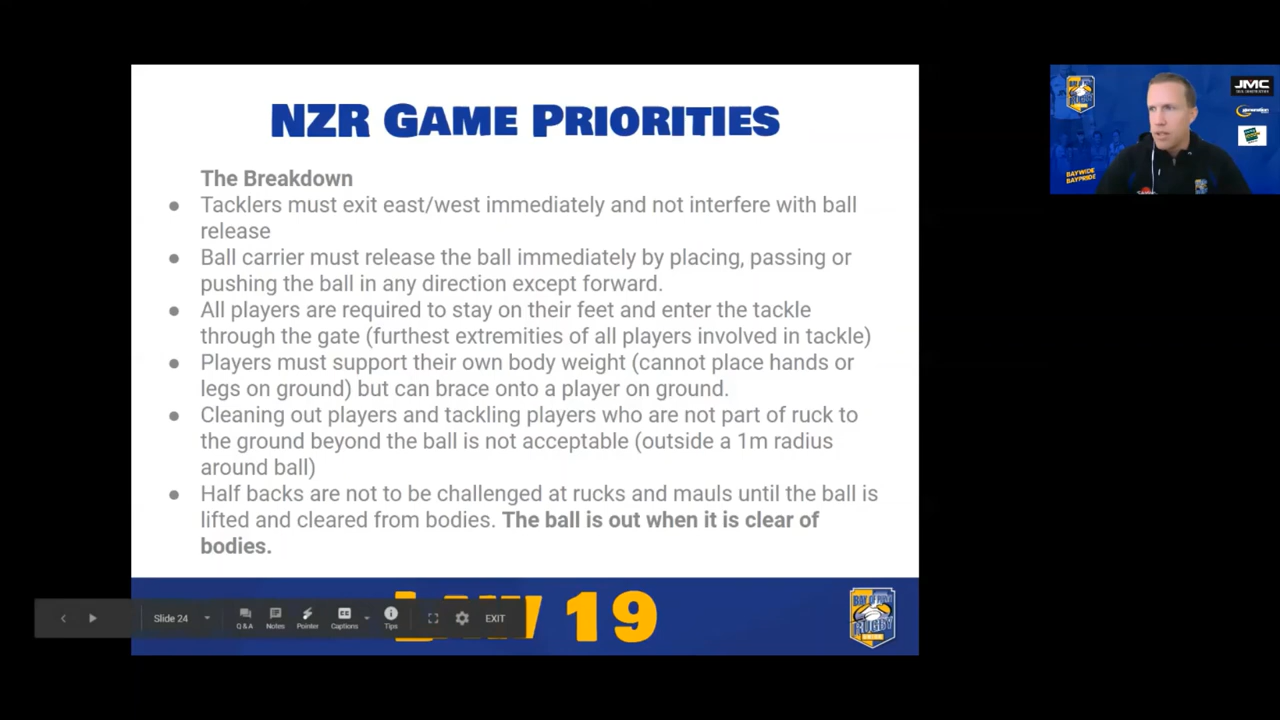 NZR GAME PRIORITIES
The Breakdown
● Tacklers must exit east/west immediately and not interfere with ball
release
● Ball carrier must release the ball immediately by placing, passing or
pushing the ball in any direction except forward.
● All players are required to stay on their feet and enter the tackle
through the gate (furthest extremities of all players involved in tackle)
● Players must support their own body weight (cannot place hands or
legs on ground) but can brace onto a player on ground.
● Cleaning out players and tackling players who are not part of ruck to
the ground beyond the ball is not acceptable (outside a 1m radius
around ball)
● Half backs are not to be challenged at rucks and mauls until the ball is
lifted and cleared from bodies. The ball is out when it is clear of
bodies.
19
Slide 24
Q&A
Notes
Pointer
CC
Captions
Tips
EXIT
RUGBY
JMC
BAYWIDE
BAYPRIDE